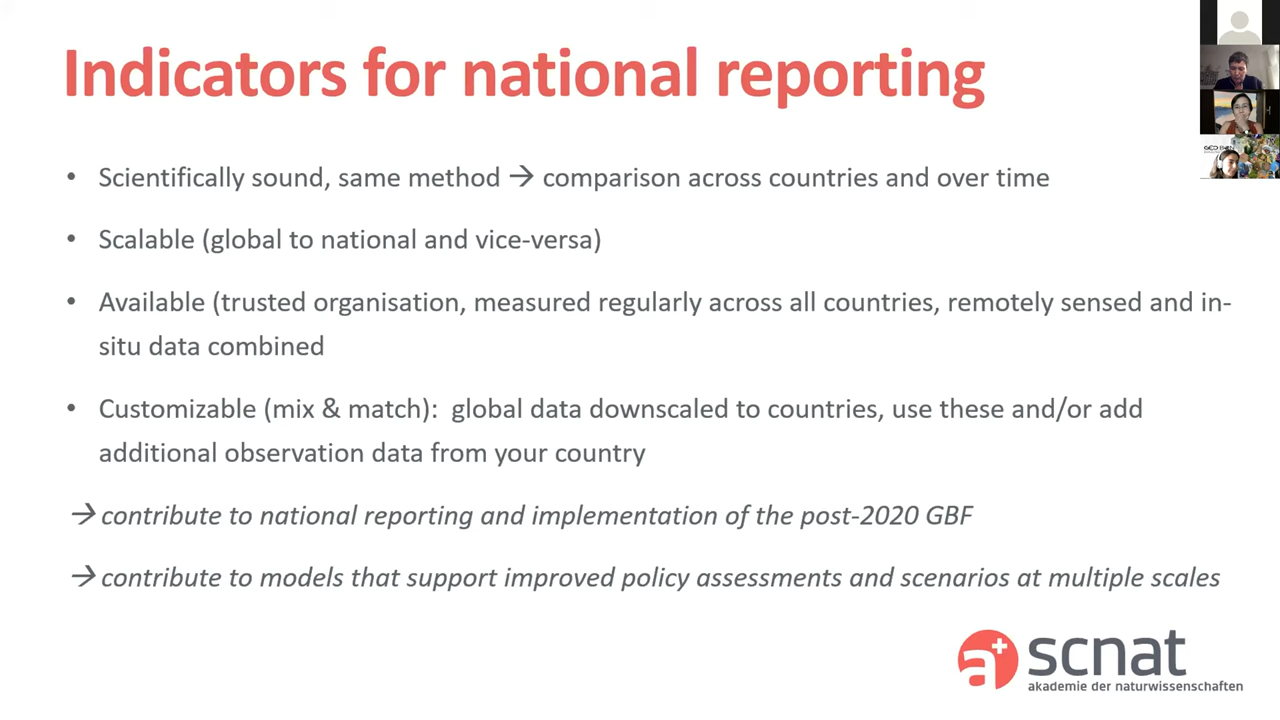 Indicators for national reporting
• Scientifically sound, same method → comparison across countries and over time
• Scalable (global to national and vice-versa)
• Available (trusted organisation, measured regularly across all countries, remotely sensed and in-
situ data combined
• Customizable (mix & match):  global data downscaled to countries, use these and/or add
additional observation data from your country
→ contribute to national reporting and implementation of the post-2020 GBF
→ contribute to models that support improved policy assessments and scenarios at multiple scales
a+ scnat
akademie der naturwissenschaften